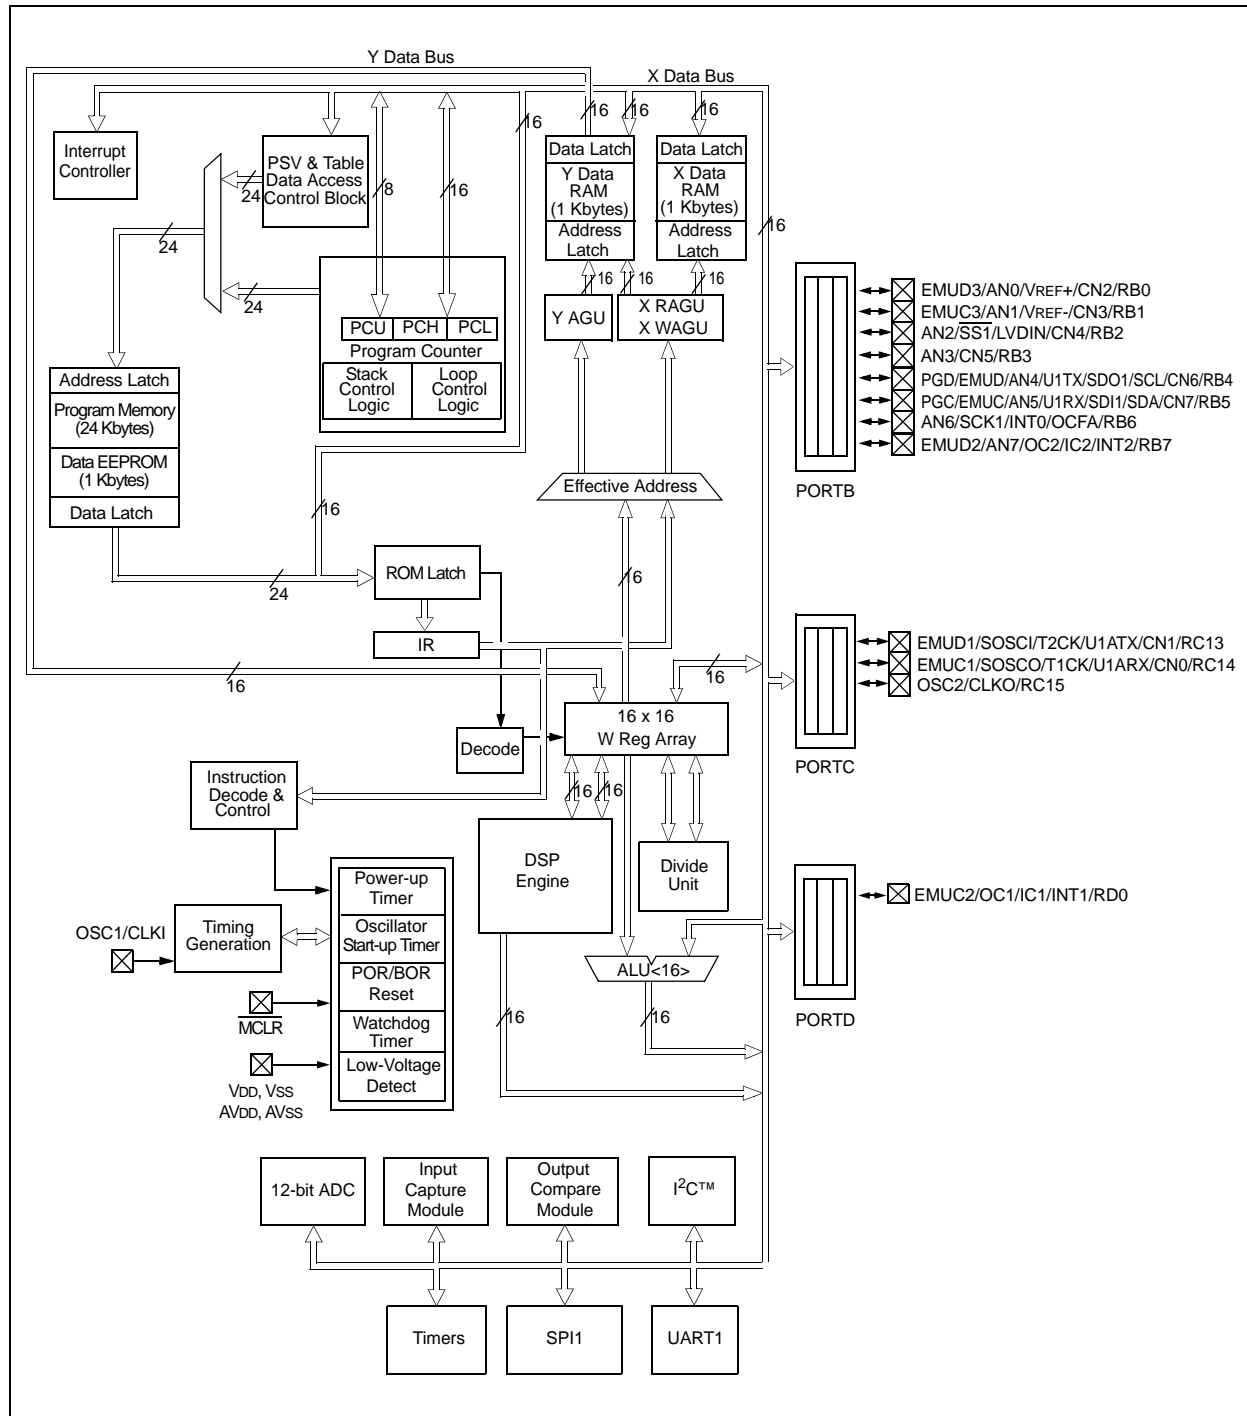 Y Data Bus
X Data Bus
16
16
16
16
Interrupt
Controller
PSV & Table
Data Access
Control Block
24
8
16
24
24
Data Latch
Y Data
RAM
(1 Kbytes)
Address
Latch
Data Latch
X Data
RAM
(1 Kbytes)
Address
Latch
16
16
16
16
Y AGU
X RAGU
X WAGU
PCU
PCH
PCL
Program Counter
Stack
Control
Logic
Loop
Control
Logic
Address Latch
Program Memory
(24 Kbytes)
Data EEPROM
(1 Kbytes)
Data Latch
Effective Address
16
16
24
ROM Latch
IR
16
16
16 x 16
W Reg Array
Decode
Instruction
Decode &
Control
16
16
DSP
Engine
Divide
Unit
Power-up
Timer
Oscillator
Start-up Timer
POR/BOR
Reset
Watchdog
Timer
Low-Voltage
Detect
OSC1/CLKI
Timing
Generation
MCLR
VDD, VSS
AVDD, AVSS
ALU<16>
16
16
EMUD3/AN0/VREF+/CN2/RB0
EMUC3/AN1/VREF-/CN3/RB1
AN2/SS1/LVDIN/CN4/RB2
AN3/CN5/RB3
PGD/EMUD/AN4/U1TX/SDO1/SCL/CN6/RB4
PGC/EMUC/AN5/U1RX/SDI1/SDA/CN7/RB5
AN6/SCK1/INT0/OCFA/RB6
EMUD2/AN7/OC2/IC2/INT2/RB7
PORTB
EMUD1/SOSCI/T2CK/U1ATX/CN1/RC13
EMUC1/SOSCO/T1CK/U1ARX/CN0/RC14
OSC2/CLKO/RC15
PORTC
EMUC2/OC1/IC1/INT1/RD0
PORTD
12-bit ADC
Input
Capture
Module
Output
Compare
Module
I²C™
Timers
SPI1
UART1